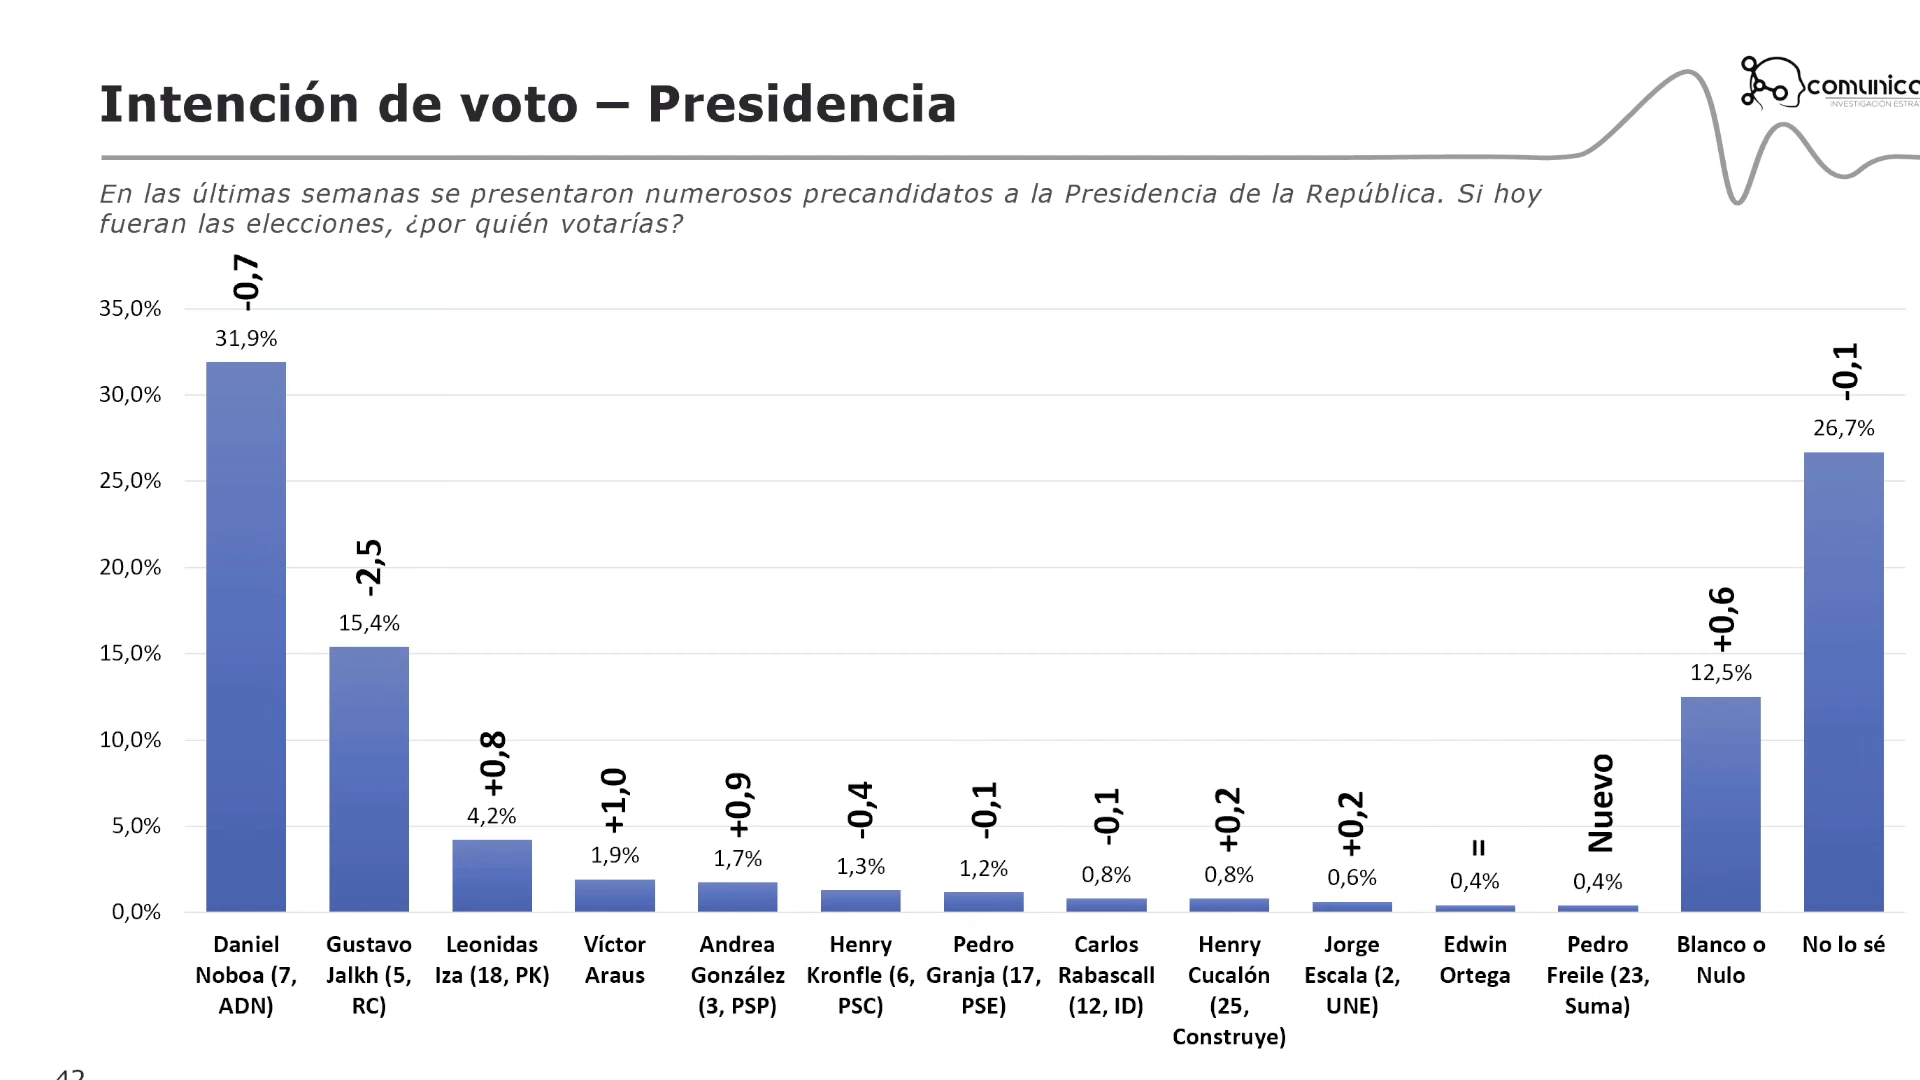 Intención de voto – Presidencia
comunica
INVESTIGACIÓN ESTRA
En las últimas semanas se presentaron numerosos precandidatos a la Presidencia de la República. Si hoy
fueran las elecciones, ¿por quién votarías?
35,0%
30,0%
25,0%
20,0%
15,0%
10,0%
5,0%
0,0%
-0,7
31,9%
-2,5
15,4%
+0,8
4,2%
+1,0
1,9%
+0,9
1,7%
-0,4
1,3%
-0,1
1,2%
-0,1
0,8%
+0,2
0,8%
+0,2
0,6%
=
0,4%
Nuevo
0,4%
+0,6
12,5%
-0,1
26,7%
Daniel
Noboa (7,
ADN)
Gustavo
Jalkh (5,
RC)
Leonidas
Iza (18, PK)
Víctor
Araus
Andrea
González
(3, PSP)
Henry
Kronfle (6,
PSC)
Pedro
Granja (17,
PSE)
Carlos
Rabascall
(12, ID)
Henry
Cucalón
(25,
Construye)
Jorge
Escala (2,
UNE)
Edwin
Ortega
Pedro
Freile (23,
Suma)
Blanco o
Nulo
No lo sé
42